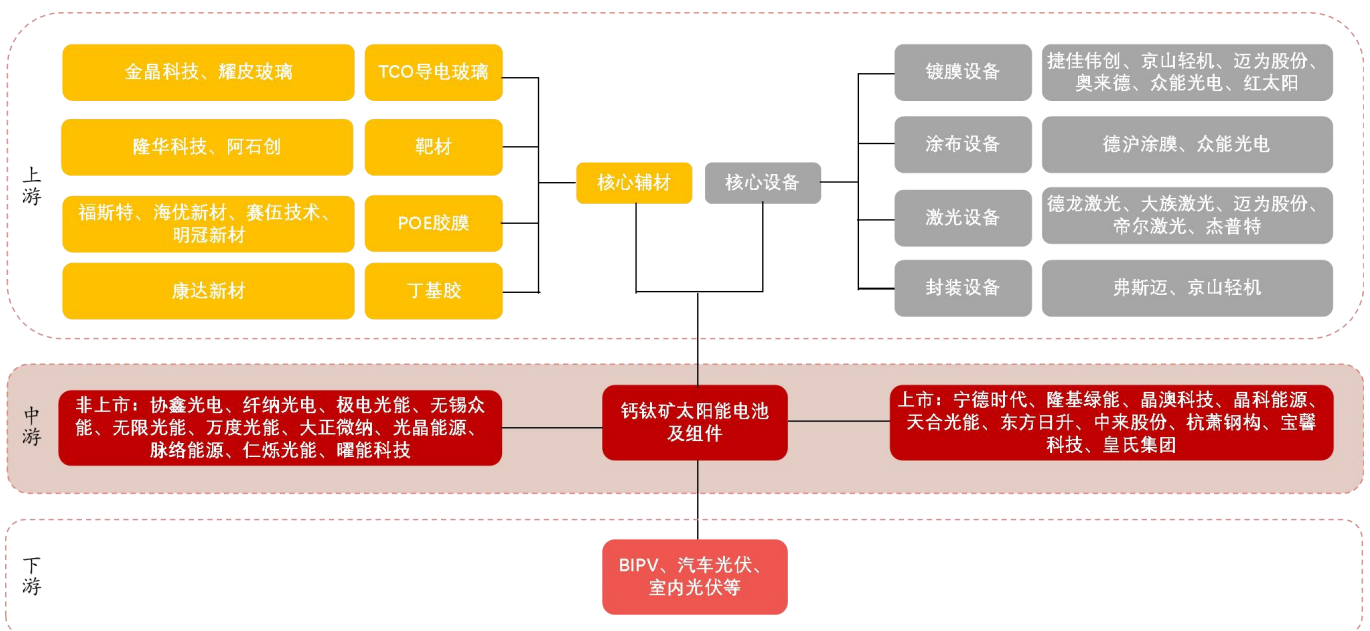 上游
金晶科技、耀皮玻璃
TCO导电玻璃
隆华科技、阿石创
靶材
福斯特、海优新材、赛伍技术、
明冠新材
POE胶膜
康达新材
丁基胶
核心辅材
核心设备
镀膜设备
捷佳伟创、京山轻机、迈为股份、
奥来德、众能光电、红太阳
涂布设备
德沪涂膜、众能光电
激光设备
德龙激光、大族激光、迈为股份、
帝尔激光、杰普特
封装设备
弗斯迈、京山轻机
中游
非上市：协鑫光电、纤纳光电、极电光能、无锡众
能、无限光能、万度光能、大正微纳、光晶能源、
脉络能源、仁烁光能、曜能科技
钙钛矿太阳能电池
及组件
上市：宁德时代、隆基绿能、晶澳科技、晶科能源、
天合光能、东方日升、中来股份、杭萧钢构、宝馨
科技、皇氏集团
下游
BIPV、汽车光伏、
室内光伏等